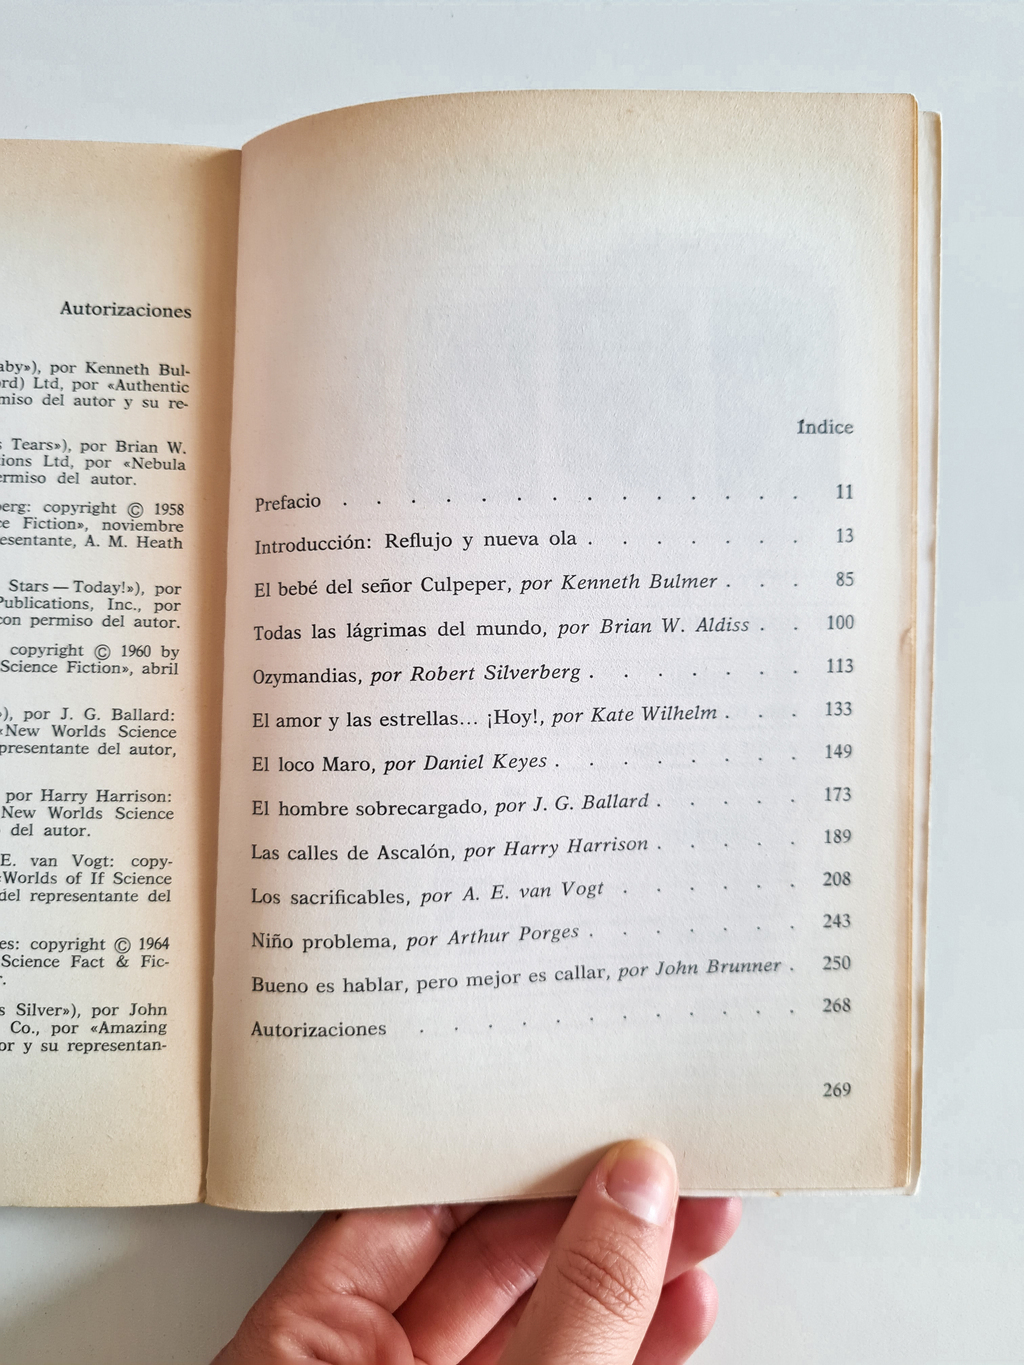 Autorizaciones
aby»), por Kenneth Bul-
rd) Ltd, por «Authentic
miso del autor y su re-
s Tears»), por Brian W.
ions Ltd, por «Nebula
ermiso del autor.
erg: copyright © 1958
ce Fiction», noviembre
esentante, A. M. Heath
Stars — Today!»), por
Publications, Inc., por
con permiso del autor.
copyright © 1960 by
Science Fiction», abril
»), por J. G. Ballard:
«New Worlds Science
presentante del autor,
por Harry Harrison:
New Worlds Science
del autor.
E. van Vogt: copy-
«Worlds of If Science
del representante del
es: copyright © 1964
Science Fact & Fic-
r.
s Silver»), por John
Co., por «Amazing
or y su representan-
Índice
Prefacio . . . . . . . . . . . 11
Introducción: Reflujo y nueva ola . . . . . . . 13
El bebé del señor Culpeper, por Kenneth Bulmer . . . 85
Todas las lágrimas del mundo, por Brian W. Aldiss . . 100
Ozymandias, por Robert Silverberg . . . . . . . 113
El amor y las estrellas... ¡Hoy!, por Kate Wilhelm . . . 133
El loco Maro, por Daniel Keyes . . . . . . . . 149
El hombre sobrecargado, por J. G. Ballard . . . . . 173
Las calles de Ascalón, por Harry Harrison . . . . . 189
Los sacrificables, por A. E. van Vogt . . . . . . 208
Niño problema, por Arthur Porges . . . . . . . 243
Bueno es hablar, pero mejor es callar, por John Brunner . 250
Autorizaciones . . . . . . . . . . . 268
269